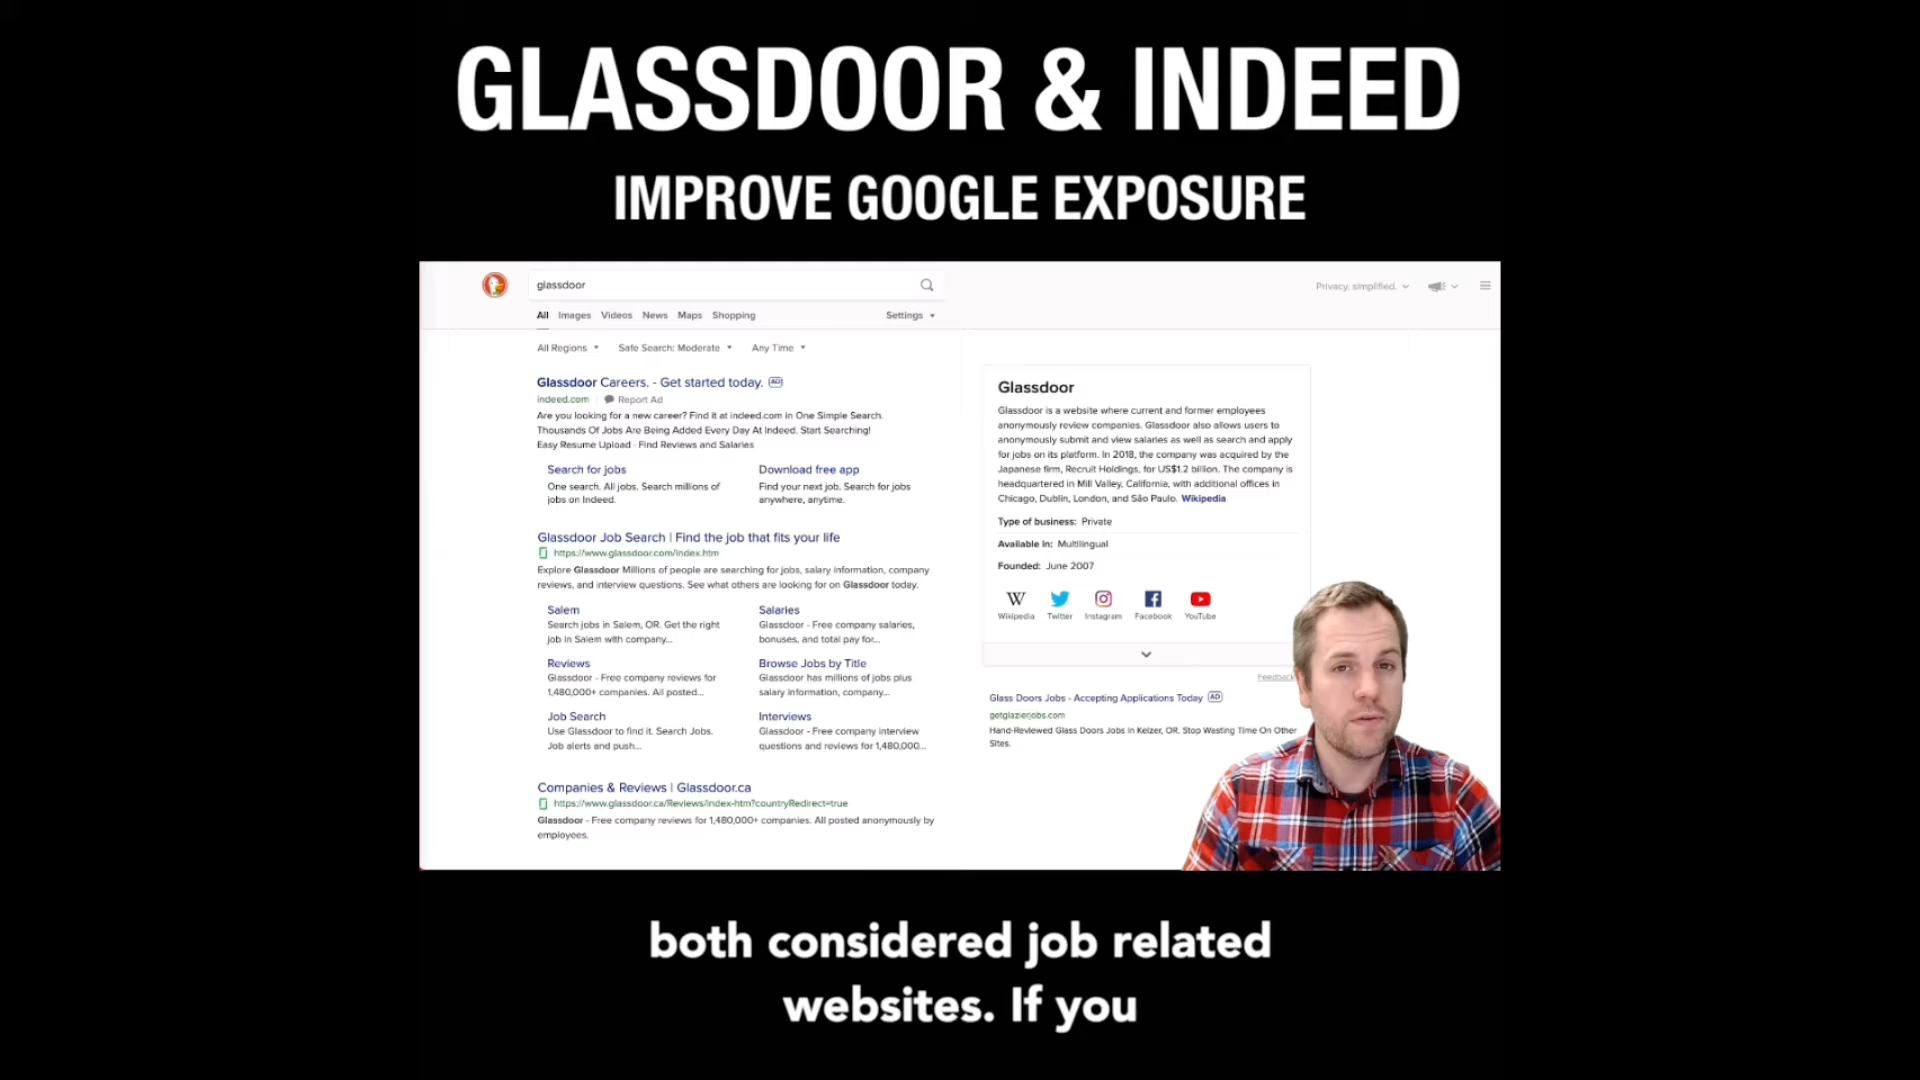 GLASSDOOR & INDEED
IMPROVE GOOGLE EXPOSURE
glassdoor
Privacy, simplified.
All Images Videos News Maps Shopping Settings
All Regions Safe Search: Moderate Any Time
Glassdoor Careers. - Get started today. AD
indeed.com Report Ad
Are you looking for a new career? Find it at indeed.com in One Simple Search.
Thousands Of Jobs Are Being Added Every Day At Indeed. Start Searching!
Easy Resume Upload · Find Reviews and Salaries
Search for jobs
One search. All jobs. Search millions of
jobs on Indeed.
Download free app
Find your next job. Search for jobs
anywhere, anytime.
Glassdoor Job Search | Find the job that fits your life
https://www.glassdoor.com/index.htm
Explore Glassdoor Millions of people are searching for jobs, salary information, company
reviews, and interview questions. See what others are looking for on Glassdoor today.
Salem
Search jobs in Salem, OR. Get the right
job in Salem with company...
Salaries
Glassdoor - Free company salaries,
bonuses, and total pay for...
Reviews
Glassdoor - Free company reviews for
1,480,000+ companies. All posted...
Browse Jobs by Title
Glassdoor has millions of jobs plus
salary information, company...
Job Search
Use Glassdoor to find it. Search Jobs.
Job alerts and push...
Interviews
Glassdoor - Free company interview
questions and reviews for 1,480,000...
Companies & Reviews | Glassdoor.ca
https://www.glassdoor.ca/Reviews/index-htm?countryRedirect=true
Glassdoor - Free company reviews for 1,480,000+ companies. All posted anonymously by
employees.
Glassdoor
Glassdoor is a website where current and former employees
anonymously review companies. Glassdoor also allows users to
anonymously submit and view salaries as well as search and apply
for jobs on its platform. In 2018, the company was acquired by the
Japanese firm, Recruit Holdings, for US$1.2 billion. The company is
headquartered in Mill Valley, California, with additional offices in
Chicago, Dublin, London, and São Paulo. Wikipedia
Type of business: Private
Available in: Multilingual
Founded: June 2007
W
Wikipedia Twitter Instagram Facebook YouTube
Feedback
Glass Doors Jobs - Accepting Applications Today AD
getglazierjobs.com
Hand-Reviewed Glass Doors Jobs in Keizer, OR. Stop Wasting Time On Other
Sites.
both considered job related
websites. If you